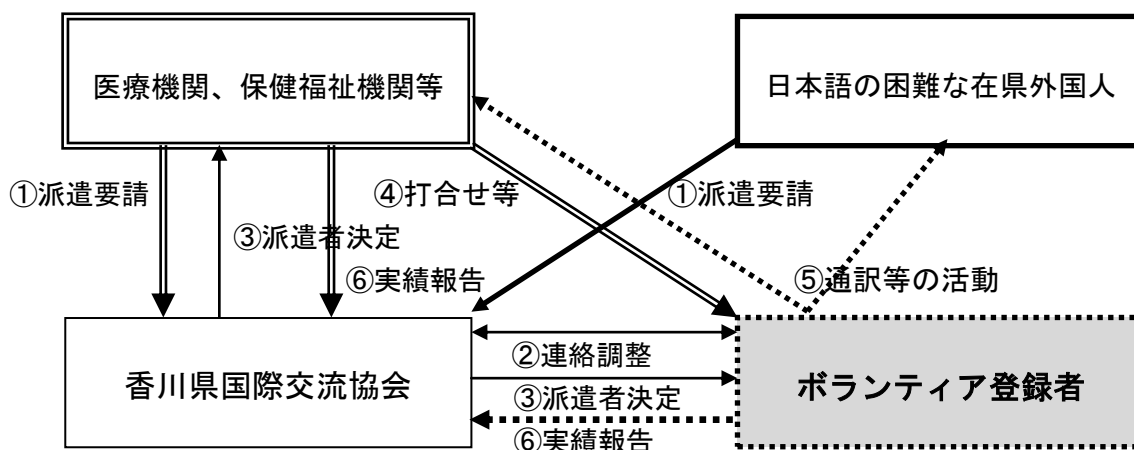 医療機関、保健福祉機関等
日本語の困難な在県外国人
①派遣要請
④打合せ等
①派遣要請
③派遣者決定
⑥実績報告
⑤通訳等の活動
香川県国際交流協会
②連絡調整
③派遣者決定
⑥実績報告
ボランティア登録者